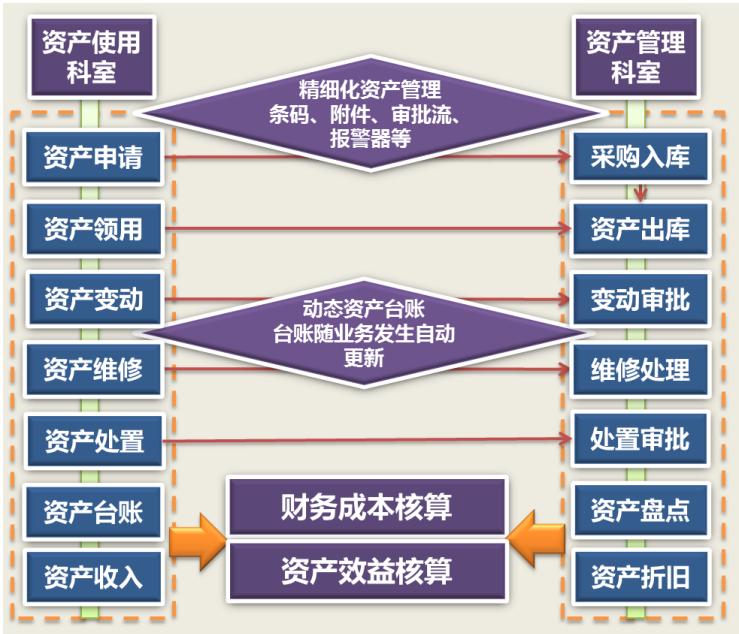 资产使用
科室
资产管理
科室
精细化资产管理
条码、附件、审批流、
报警器等
资产申请
采购入库
资产领用
资产出库
资产变动
变动审批
动态资产台账
台账随业务发生自动
更新
资产维修
维修处理
资产处置
处置审批
资产台账
财务成本核算
资产盘点
资产收入
资产效益核算
资产折旧